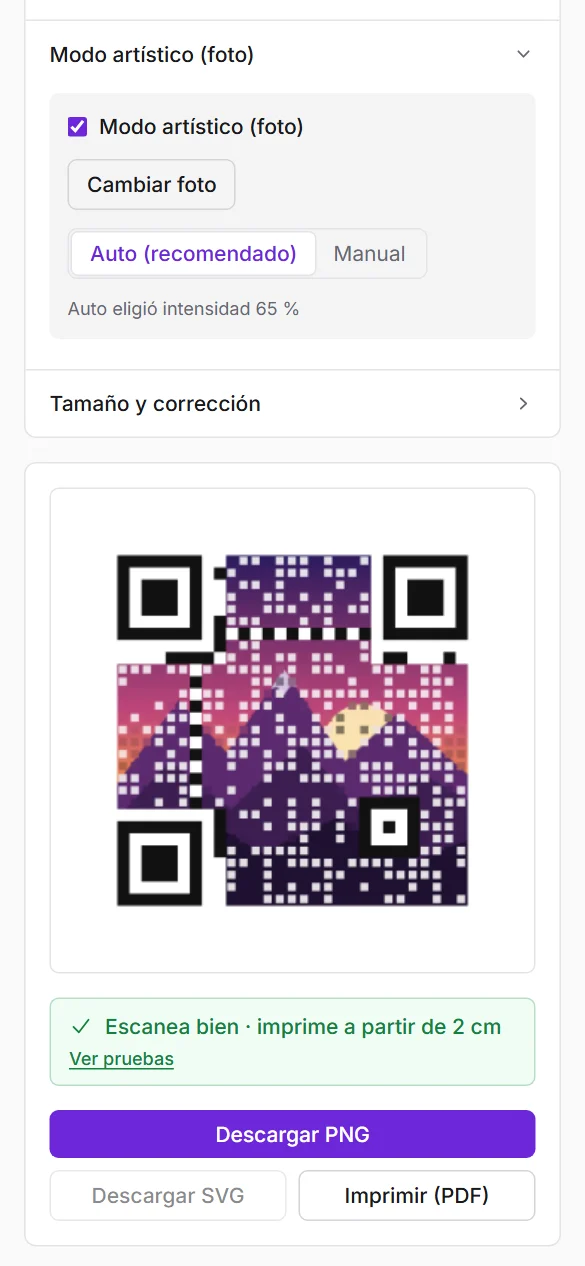 Modo artístico (foto)
Modo artístico (foto)
Cambiar foto
Auto (recomendado)
Manual
Auto eligió intensidad 65 %
Tamaño y corrección
Escanea bien · imprime a partir de 2 cm
Ver pruebas
Descargar PNG
Descargar SVG
Imprimir (PDF)